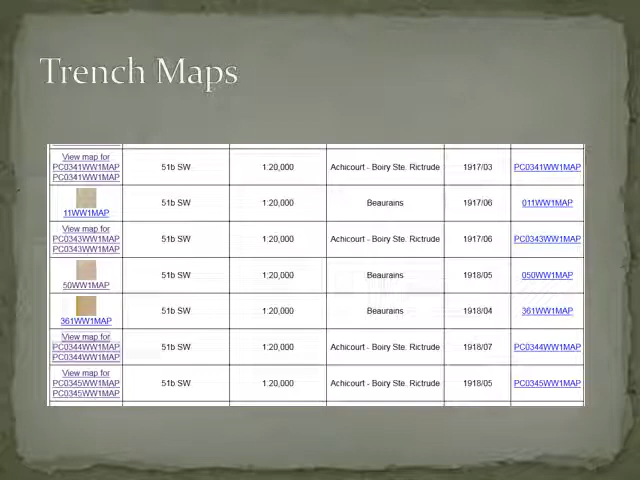 Trench Maps
View map for
PC0341WW1MAP 51b SW 1:20,000 Achicourt - Boiry Ste. Rictrude 1917/03 PC0341WW1MAP
PC0341WW1MAP
51b SW 1:20,000 Beaurains 1917/06 011WW1MAP
11WW1MAP
View map for
PC0343WW1MAP 51b SW 1:20,000 Achicourt - Boiry Ste. Rictrude 1917/06 PC0343WW1MAP
PC0343WW1MAP
51b SW 1:20,000 Beaurains 1918/05 050WW1MAP
50WW1MAP
51b SW 1:20,000 Beaurains 1918/04 361WW1MAP
361WW1MAP
View map for
PC0344WW1MAP 51b SW 1:20,000 Achicourt - Boiry Ste. Rictrude 1918/07 PC0344WW1MAP
PC0344WW1MAP
View map for
PC0345WW1MAP 51b SW 1:20,000 Achicourt - Boiry Ste. Rictrude 1918/05 PC0345WW1MAP
PC0345WW1MAP